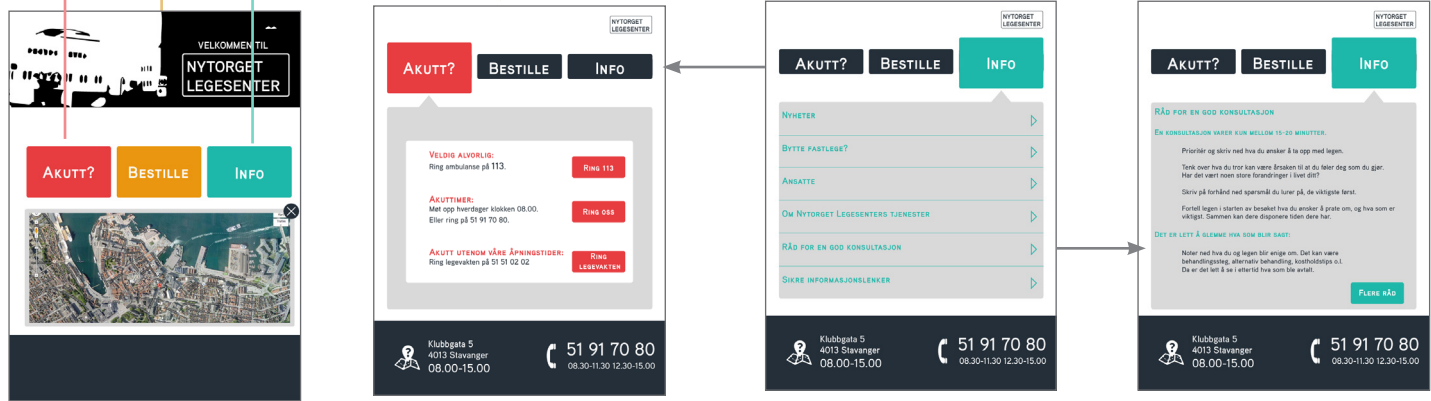 VELKOMMEN TIL
NYTORGET
LEGESENTER
AKUTT?
BESTILLE
INFO
NYTORGET
LEGESENTER
AKUTT?
BESTILLE
INFO
VELDIG ALVORLIG:
Ring ambulanse på 113.
RING 113
AKUTTIMER:
Møt opp hverdager klokken 08.00.
Eller ring på 51 91 70 80.
RING OSS
AKUTT UTENOM VÅRE ÅPNINGSTIDER:
Ring legevakten på 51 51 02 02
RING
LEGEVAKTEN
Klubbgata 5
4013 Stavanger
08.00-15.00
51 91 70 80
08.30-11.30 12.30-15.00
NYTORGET
LEGESENTER
AKUTT?
BESTILLE
INFO
NYHETER
BYTTE FASTLEGE?
ANSATTE
OM NYTORGET LEGESENTERS TJENESTER
RÅD FOR EN GOD KONSULTASJON
SIKRE INFORMASJONSLENKER
Klubbgata 5
4013 Stavanger
08.00-15.00
51 91 70 80
08.30-11.30 12.30-15.00
NYTORGET
LEGESENTER
AKUTT?
BESTILLE
INFO
RÅD FOR EN GOD KONSULTASJON
EN KONSULTASJON VARER KUN MELLOM 15-20 MINUTTER.
Prioritér og skriv ned hva du ønsker å ta opp med legen.
Tenk over hva du tror kan være årsaken til at du føler deg som du gjør.
Har det vært noen store forandringer i livet ditt?
Skriv på forhånd ned spørsmål du lurer på, de viktigste først.
Fortell legen i starten av besøket hva du ønsker å prate om, og hva som er
viktigst. Sammen kan dere disponere tiden dere har.
DET ER LETT Å GLEMME HVA SOM BLIR SAGT:
Noter ned hva du og legen blir enige om. Det kan være
behandlingssteg, alternativ behandling, kostholdstips o.l.
Da er det lett å se i ettertid hva som ble avtalt.
FLERE RÅD
Klubbgata 5
4013 Stavanger
08.00-15.00
51 91 70 80
08.30-11.30 12.30-15.00